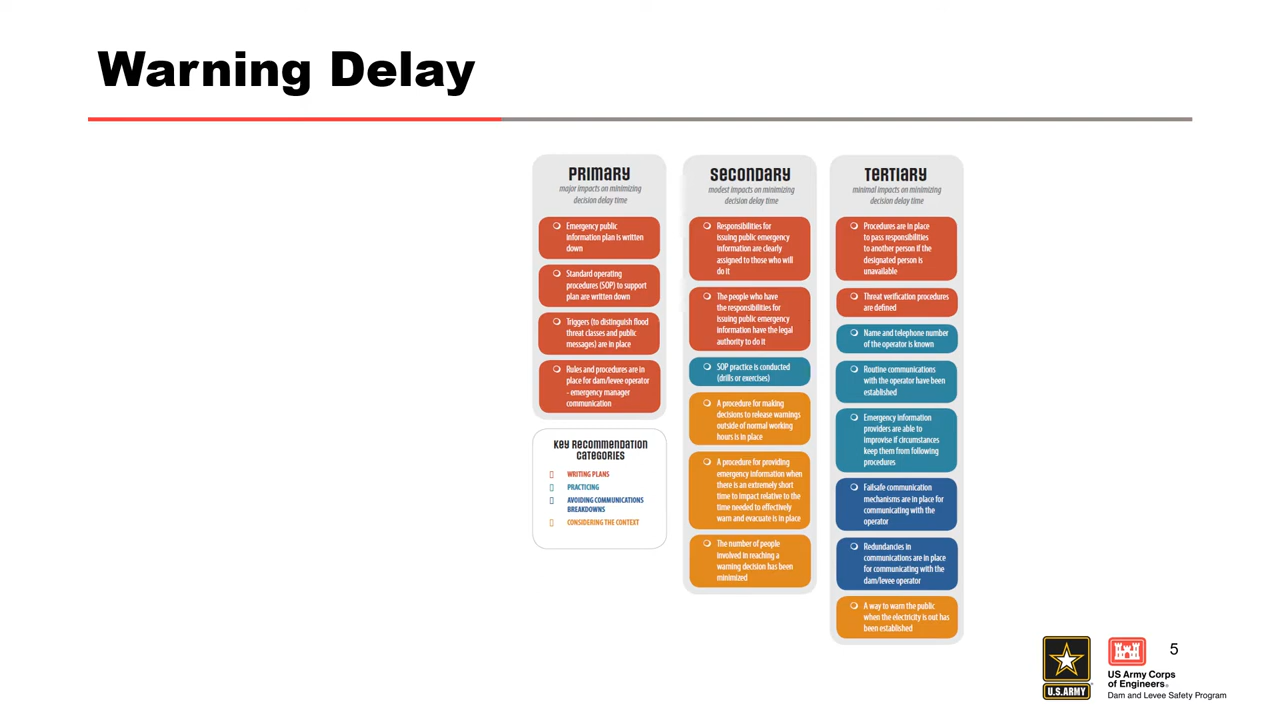 Warning Delay
PRIMARY
major impacts on minimizing
decision delay time
Emergency public
information plan is written
down
Standard operating
procedures (SOP) to support
plan are written down
Triggers (to distinguish flood
threat classes and public
messages) are in place
Rules and procedures are in
place for dam/levee operator
- emergency manager
communication
Key Recommendation
Categories
WRITING PLANS
PRACTICING
AVOIDING COMMUNICATIONS
BREAKDOWNS
CONSIDERING THE CONTEXT
SECONDARY
modest impacts on minimizing
decision delay time
Responsibilities for
issuing public emergency
information are clearly
assigned to those who will
do it
The people who have
the responsibilities for
issuing public emergency
information have the legal
authority to do it
SOP practice is conducted
(drills or exercises)
A procedure for making
decisions to release warnings
outside of normal working
hours is in place
A procedure for providing
emergency information when
there is an extremely short
time to impact relative to the
time needed to effectively
warn and evacuate is in place
The number of people
involved in reaching a
warning decision has been
minimized
TERTIARY
minimal impacts on minimizing
decision delay time
Procedures are in place
to pass responsibilities
to another person if the
designated person is
unavailable
Threat verification procedures
are defined
Name and telephone number
of the operator is known
Routine communications
with the operator have been
established
Emergency information
providers are able to
improvise if circumstances
keep them from following
procedures
Failsafe communication
mechanisms are in place for
communicating with the
operator
Redundancies in
communications are in place
for communicating with the
dam/levee operator
A way to warn the public
when the electricity is out has
been established
U.S.ARMY
US Army Corps
of Engineers®
Dam and Levee Safety Program
5